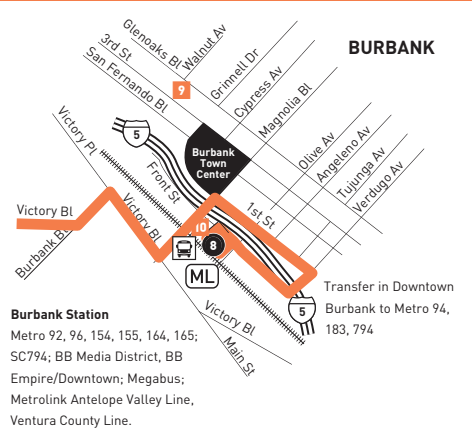 BURBANK
Glenoaks Bl
Walnut Av
3rd St
Grinnell Dr
San Fernando Bl
Cypress Av
9
Magnolia Bl
Victory Pl
5
Burbank
Town
Center
Olive Av
Angeleno Av
Tujunga Av
Verdugo Av
Front St
1st St
Victory Bl
Victory Bl
Burbank Bl
10
8
ML
Transfer in Downtown
Burbank to Metro 94,
183, 794
5
Victory Bl
Main St
Burbank Station
Metro 92, 96, 154, 155, 164, 165;
SC794; BB Media District, BB
Empire/Downtown; Megabus;
Metrolink Antelope Valley Line,
Ventura County Line.